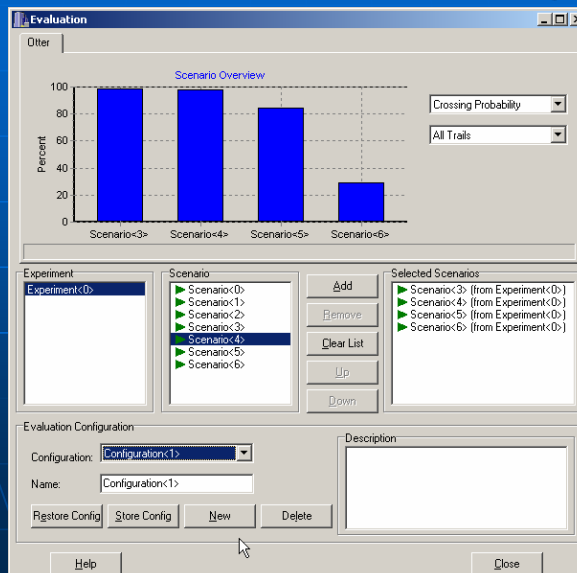 Evaluation
Otter
Scenario Overview
Percent
100
80
60
40
20
0
Scenario<3>
Scenario<4>
Scenario<5>
Scenario<6>
Crossing Probability
All Trails
Experiment
Experiment<0>
Scenario
Scenario<0>
Scenario<1>
Scenario<2>
Scenario<3>
Scenario<4>
Scenario<5>
Scenario<6>
Add
Remove
Clear List
Up
Down
Selected Scenarios
Scenario<3> (from Experiment<0>)
Scenario<4> (from Experiment<0>)
Scenario<5> (from Experiment<0>)
Scenario<6> (from Experiment<0>)
Evaluation Configuration
Configuration: Configuration<1>
Name: Configuration<1>
Restore Config
Store Config
New
Delete
Description
Help
Close